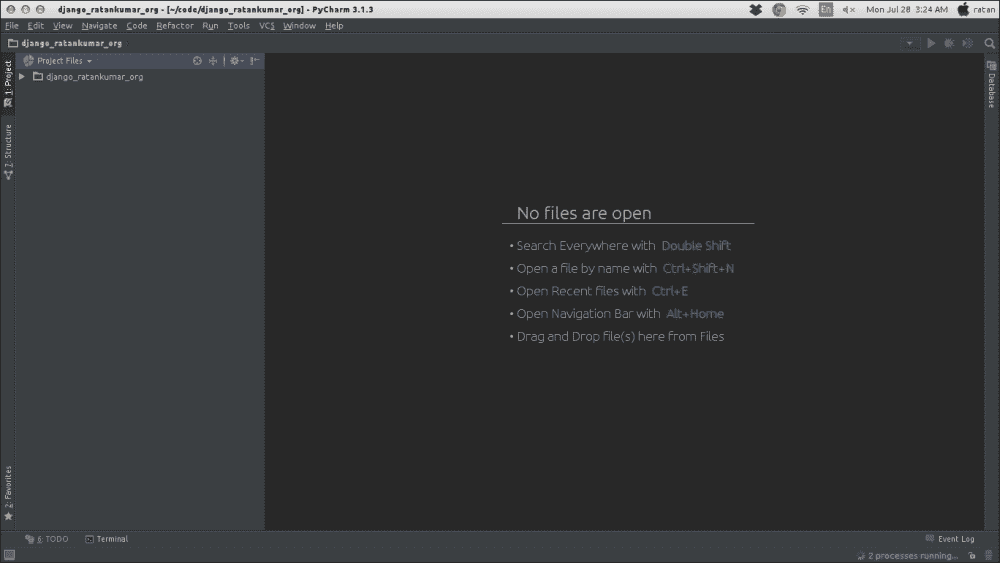 django_ratankumar_org - [~/code/django_ratankumar_org] - PyCharm 3.1.3
En
Mon Jul 28 3:24 AM
ratan
File Edit View Navigate Code Refactor Run Tools VCS Window Help
django_ratankumar_org
1: Project
Project Files
django_ratankumar_org
Database
7: Structure
No files are open
• Search Everywhere with Double Shift
• Open a file by name with Ctrl+Shift+N
• Open Recent files with Ctrl+E
• Open Navigation Bar with Alt+Home
• Drag and Drop file(s) here from Files
2: Favorites
6: TODO
Terminal
Event Log
2 processes running...